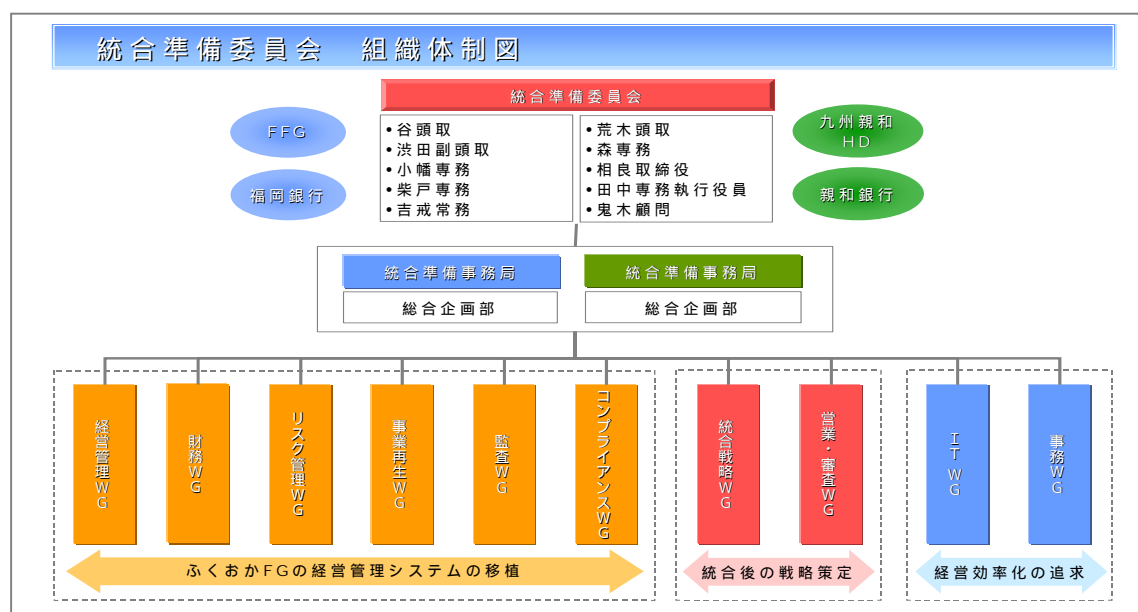 統合準備委員会 組織体制図
統合準備委員会
FFG
福岡銀行
•谷頭取
•渋田副頭取
•小幡専務
•柴戸専務
•吉戒常務
•荒木頭取
•森専務
•相良取締役
•田中専務執行役員
•鬼木顧問
九州親和
HD
親和銀行
統合準備事務局
総合企画部
統合準備事務局
総合企画部
経営管理WG
財務WG
リスク管理WG
事業再生WG
監査WG
コンプライアンスWG
統合戦略WG
営業・審査WG
IT WG
事務WG
ふくおかFGの経営管理システムの移植
統合後の戦略策定
経営効率化の追求